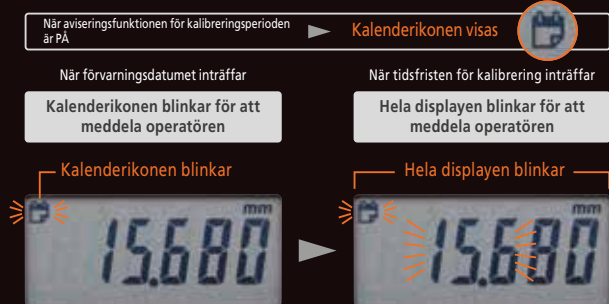 När aviseringsfunktionen för kalibreringsperioden
är PÅ
Kalenderikonen visas
När förvarningsdatumet inträffar
När tidsfristen för kalibrering inträffar
Kalenderikonen blinkar för att
meddela operatören
Hela displayen blinkar för att
meddela operatören
Kalenderikonen blinkar
Hela displayen blinkar
mm
15.680
mm
15.680